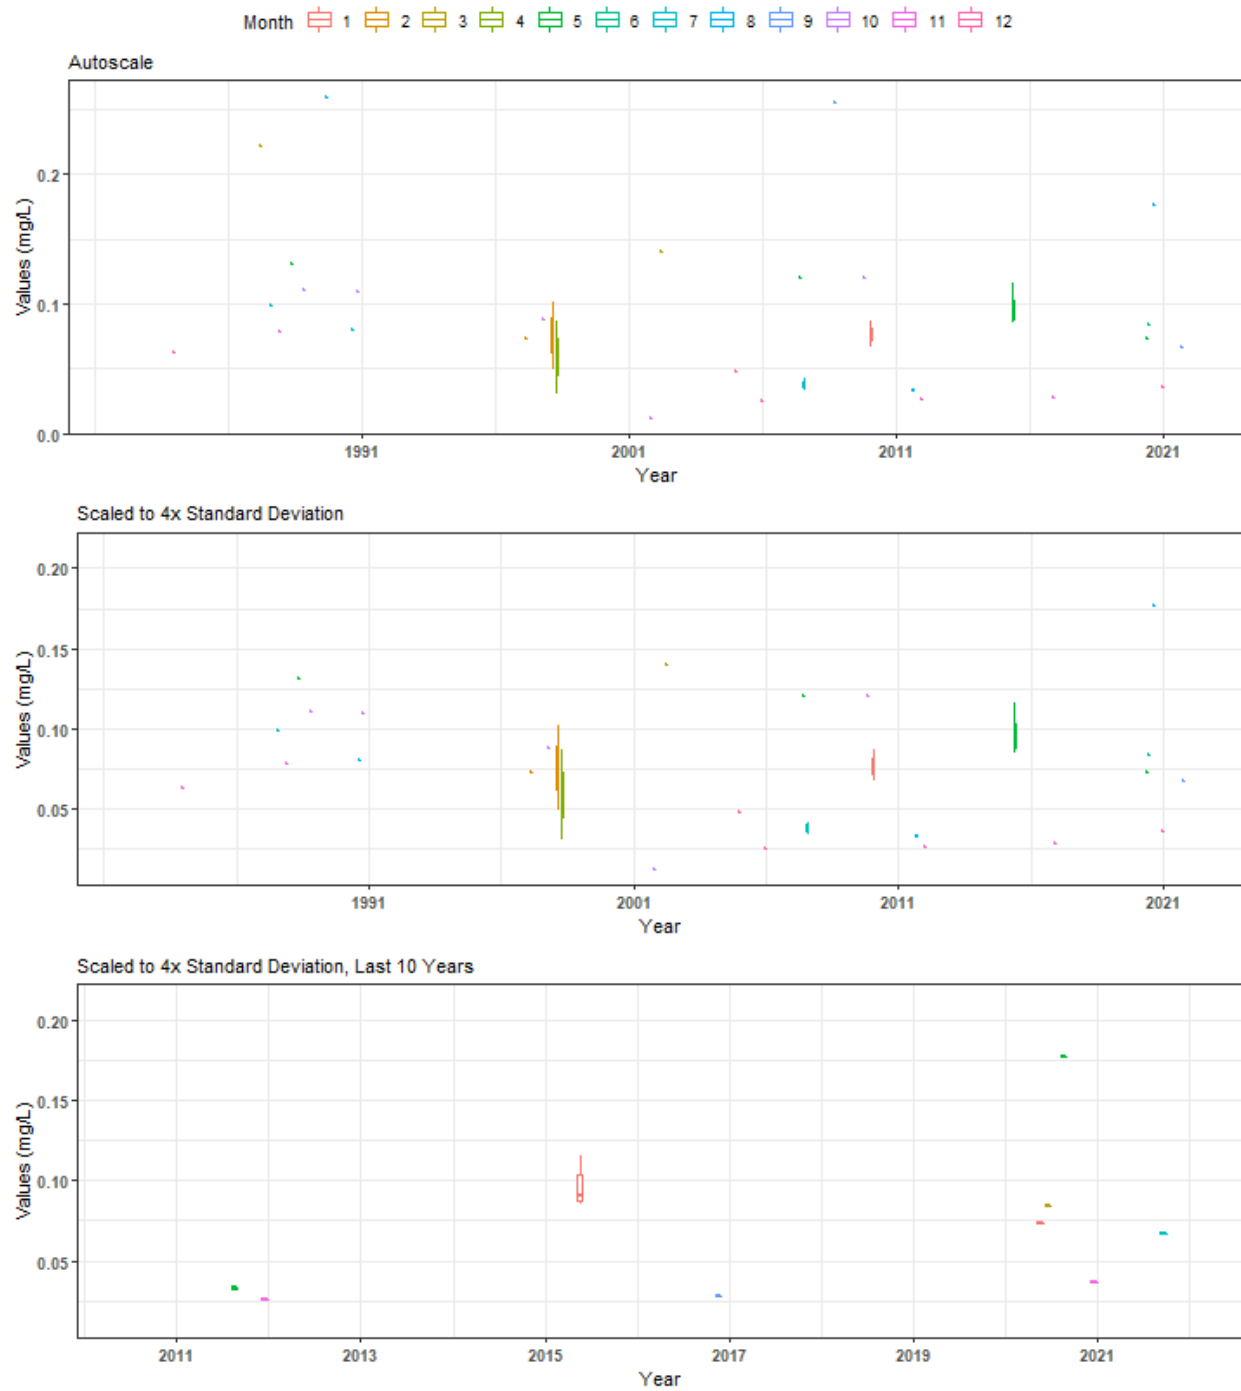 Month 1 2 3 4 5 6 7 8 9 10 11 12
Autoscale
Values (mg/L)
0.2
0.1
0.0
1991 2001 2011 2021
Year
Scaled to 4x Standard Deviation
Values (mg/L)
0.20
0.15
0.10
0.05
1991 2001 2011 2021
Year
Scaled to 4x Standard Deviation, Last 10 Years
Values (mg/L)
0.20
0.15
0.10
0.05
2011 2013 2015 2017 2019 2021
Year